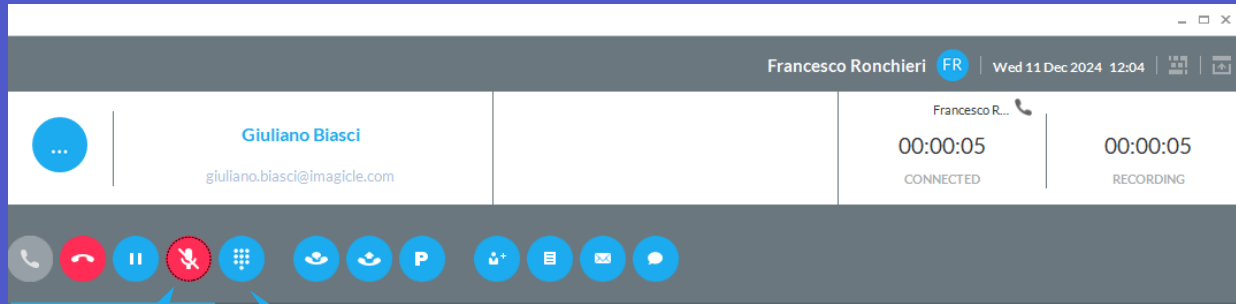 Francesco Ronchieri FR Wed 11 Dec 2024 12:04
Francesco R...
... Giuliano Biasci 00:00:05 00:00:05
giuliano.biasci@imagicle.com CONNECTED RECORDING
P